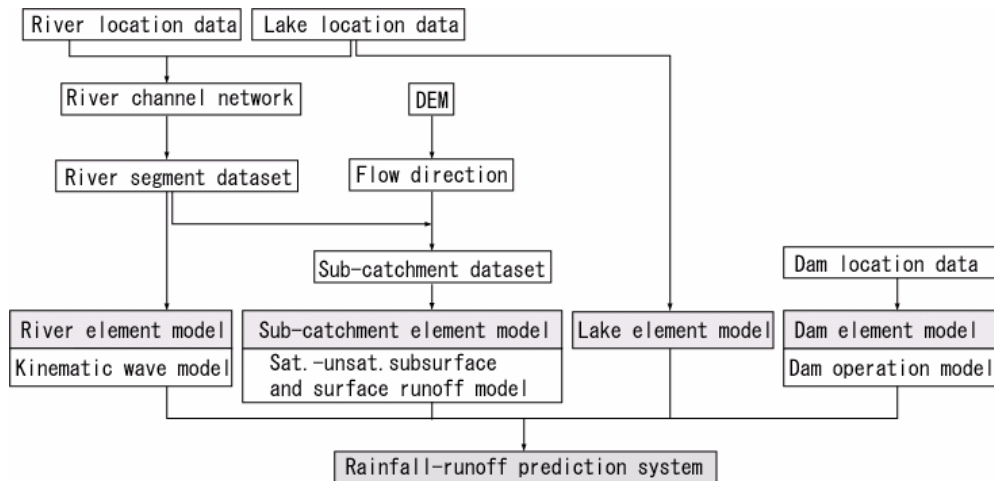 River location data
Lake location data
River channel network
DEM
River segment dataset
Flow direction
Sub-catchment dataset
Dam location data
River element model
Sub-catchment element model
Lake element model
Dam element model
Kinematic wave model
Sat.-unsat.subsurface
and surface runoff model
Dam operation model
Rainfall-runoff prediction system